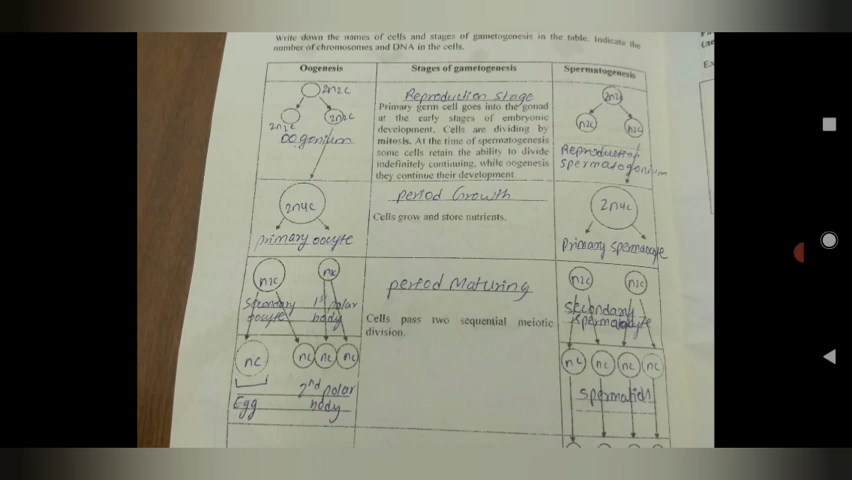 Write down the names of cells and stages of gametogenesis in the table. Indicate the
number of chromosomes and DNA in the cells.
Oogenesis
Stages of gametogenesis
Spermatogenesis
2n2c
2n2c
2n2c
Oogonium
Reproduction Stage
Primary germ cell goes into the gonad
at the early stages of embryonic
development. Cells are dividing by
mitosis. At the time of spermatogenesis
some cells retain the ability to divide
indefinitely continuing, while oogenesis
they continue their development
2n2c
n2c
n2c
Reproduction
spermatogonium
2n4c
primary oocyte
period Growth
Cells grow and store nutrients.
2n4c
Primary spermatocyte
n2c
nc
Secondary
oocyte
1st polar
body
nc
nc
nc
nc
Egg
2nd polar
body
period Maturing
Cells pass two sequential meiotic
division.
n2c
n2c
secondary
spermatocyte
nc
nc
nc
nc
spermatids